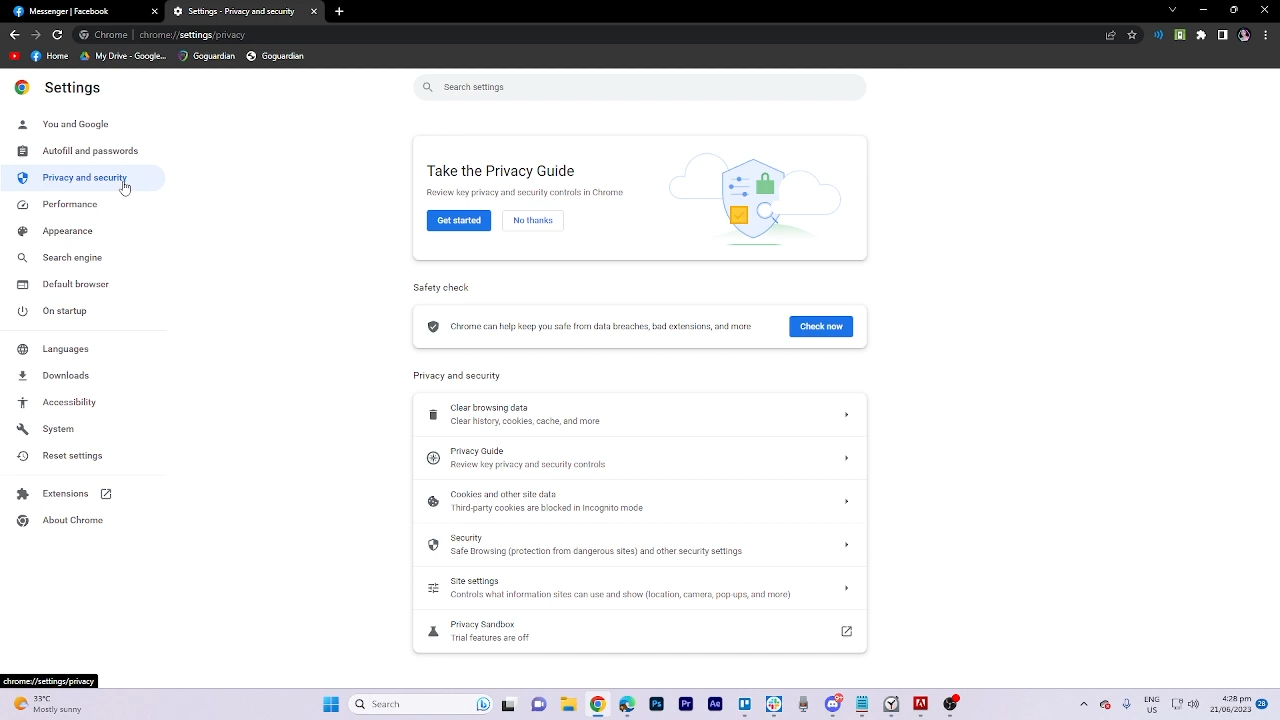 Messenger | Facebook
Settings - Privacy and security
Chrome | chrome://settings/privacy
Home
My Drive - Google...
Goguardian
Goguardian
Settings
Search settings
You and Google
Autofill and passwords
Privacy and security
Performance
Appearance
Search engine
Default browser
On startup
Languages
Downloads
Accessibility
System
Reset settings
Extensions
About Chrome
Take the Privacy Guide
Review key privacy and security controls in Chrome
Get started
No thanks
Safety check
Chrome can help keep you safe from data breaches, bad extensions, and more
Check now
Privacy and security
Clear browsing data
Clear history, cookies, cache, and more
Privacy Guide
Review key privacy and security controls
Cookies and other site data
Third-party cookies are blocked in Incognito mode
Security
Safe Browsing (protection from dangerous sites) and other security settings
Site settings
Controls what information sites can use and show (location, camera, pop-ups, and more)
Privacy Sandbox
Trial features are off
chrome://settings/privacy
33°C
Mostly sunny
Search
Ps
Pr
Ae
ENG
US
4:28 pm
21/06/2023